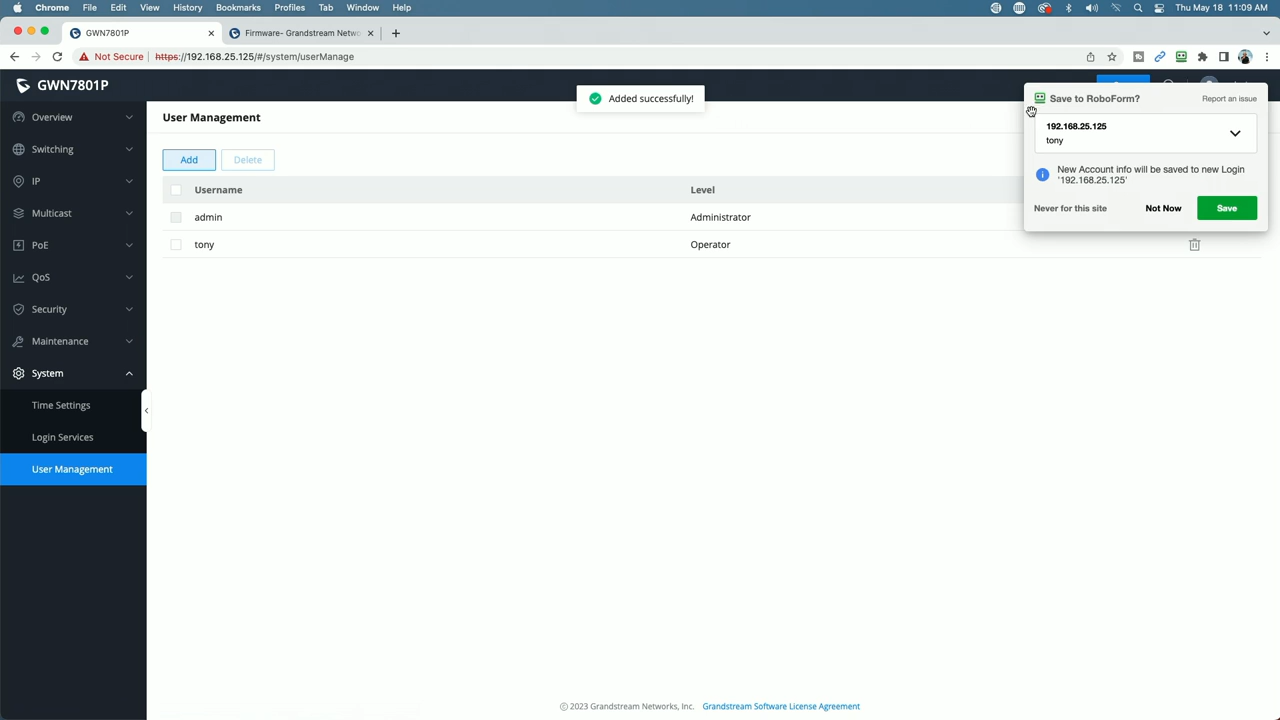 Chrome File Edit View History Bookmarks Profiles Tab Window Help Thu May 18 11:09 AM
GWN7801P Firmware- Grandstream Netwo
Not Secure https://192.168.25.125/#/system/userManage
GWN7801P
Added successfully!
Save to RoboForm? Report an issue
192.168.25.125
tony
New Account info will be saved to new Login
'192.168.25.125'
Never for this site Not Now Save
Overview
Switching
IP
Multicast
PoE
QoS
Security
Maintenance
System
Time Settings
Login Services
User Management
User Management
Add Delete
Username Level
admin Administrator
tony Operator
© 2023 Grandstream Networks, Inc. Grandstream Software License Agreement